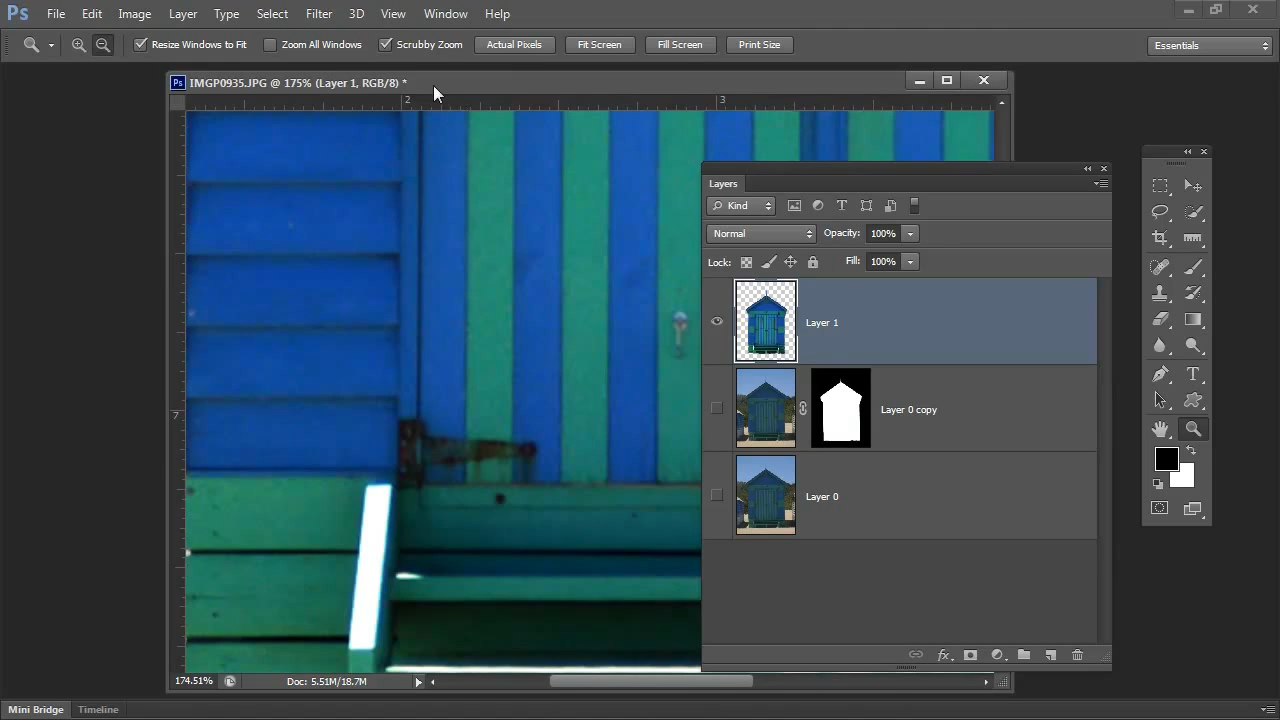 Ps File Edit Image Layer Type Select Filter 3D View Window Help
Resize Windows to Fit Zoom All Windows Scrubby Zoom Actual Pixels Fit Screen Fill Screen Print Size Essentials
Ps IMGP0935.JPG @ 175% (Layer 1, RGB/8) *
2 3
Layers
Kind
Normal Opacity: 100%
Lock: Fill: 100%
Layer 1
Layer 0 copy
7
Layer 0
174.51% Doc: 5.51M/18.7M
Mini Bridge Timeline